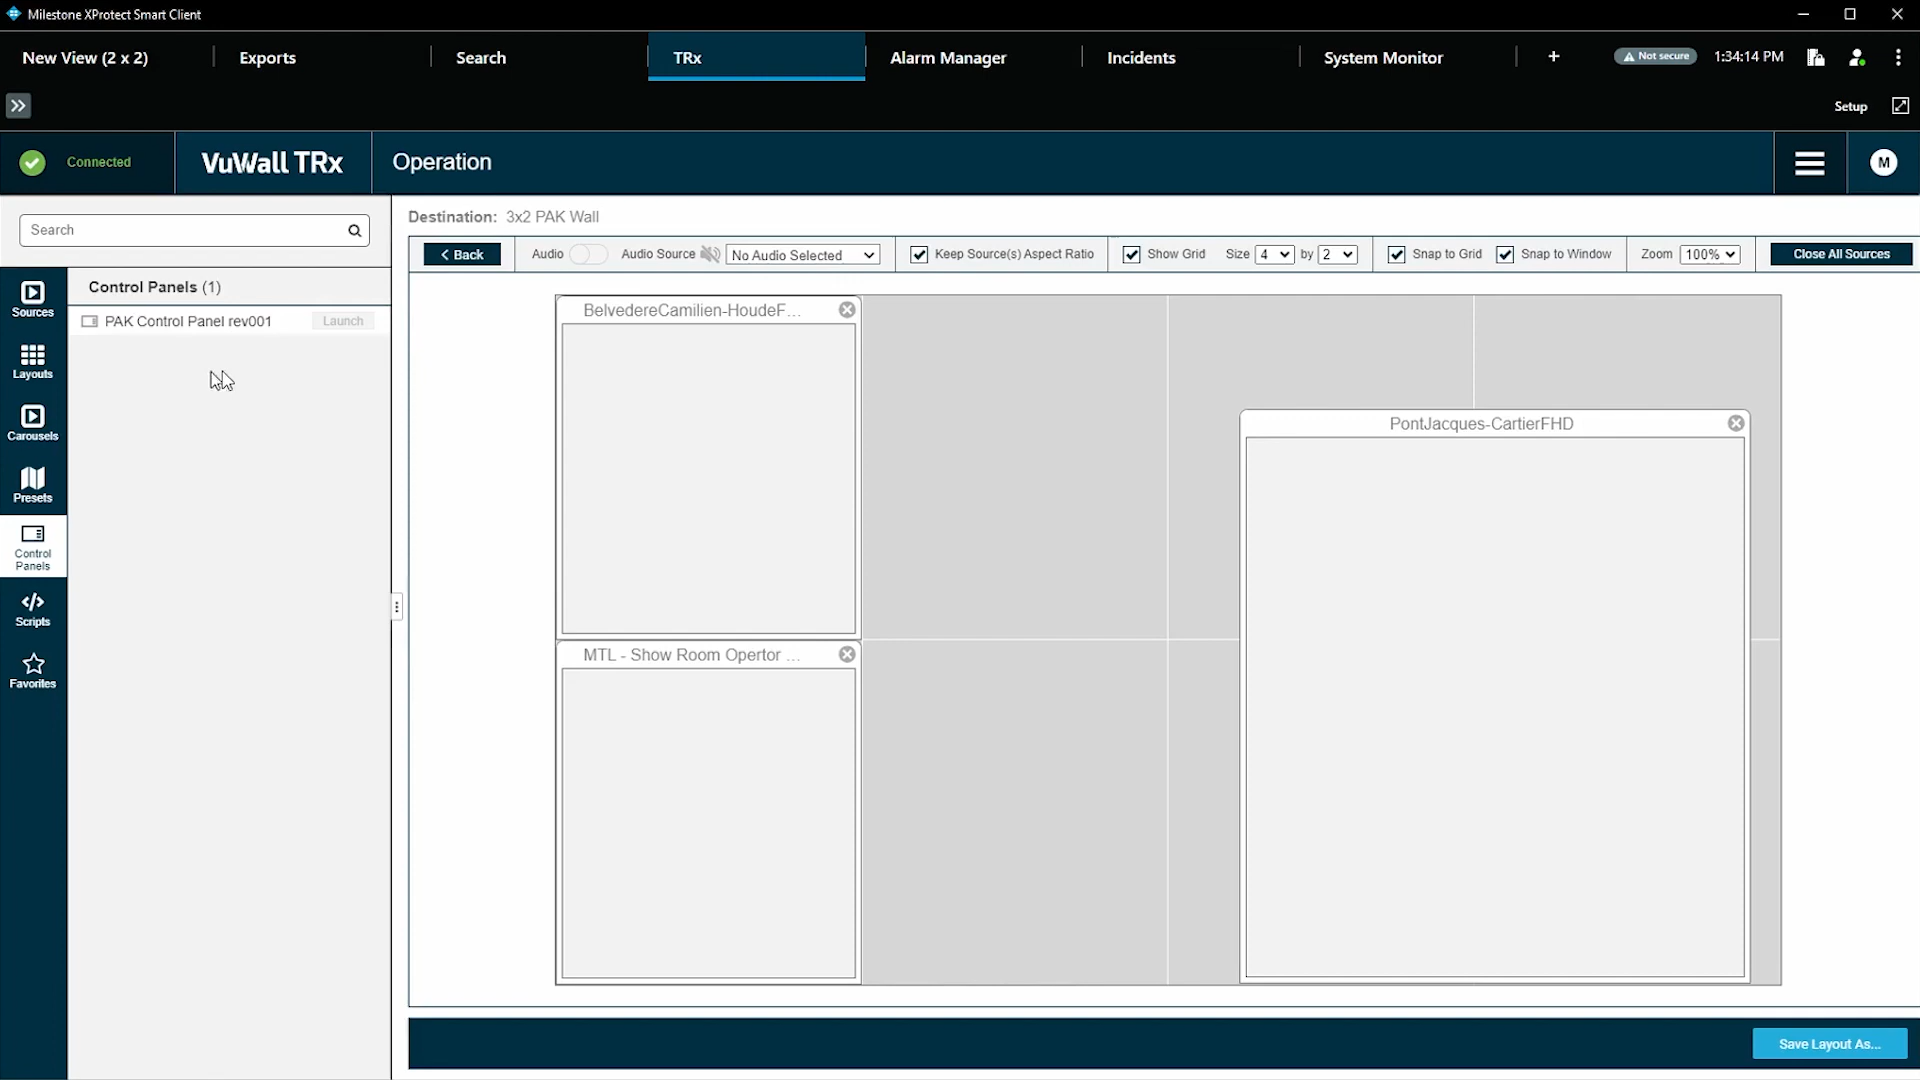 Milestone XProtect Smart Client
New View (2 x 2)
Exports
Search
TRx
Alarm Manager
Incidents
System Monitor
+
Not secure
1:34:14 PM
Setup
Connected
VuWall TRx
Operation
M
Search
Destination: 3x2 PAK Wall
Back
Audio
Audio Source
No Audio Selected
Keep Source(s) Aspect Ratio
Show Grid
Size 4 by 2
Snap to Grid
Snap to Window
Zoom 100%
Close All Sources
Sources
Layouts
Carousels
Presets
Control
Panels
Scripts
Favorites
Control Panels (1)
PAK Control Panel rev001
Launch
BelvedereCamilien-HoudeF...
PontJacques-CartierFHD
MTL - Show Room Opertor ...
Save Layout As...